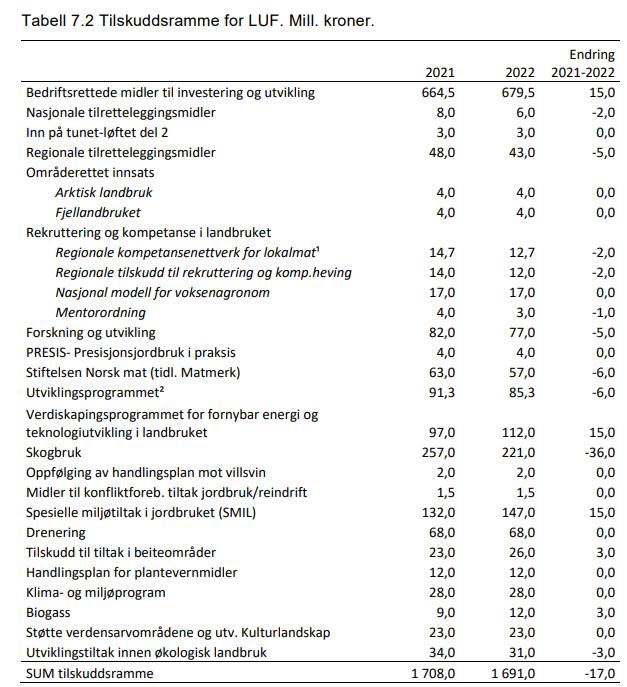 Tabell 7.2 Tilskuddsramme for LUF. Mill. kroner.
Endring
2021 2022 2021-2022
Bedriftsrettede midler til investering og utvikling 664,5 679,5 15,0
Nasjonale tilretteleggingsmidler 8,0 6,0 -2,0
Inn på tunet-løftet del 2 3,0 3,0 0,0
Regionale tilretteleggingsmidler 48,0 43,0 -5,0
Områderettet innsats
Arktisk landbruk 4,0 4,0 0,0
Fjellandbruket 4,0 4,0 0,0
Rekruttering og kompetanse i landbruket
Regionale kompetansenettverk for lokalmat¹ 14,7 12,7 -2,0
Regionale tilskudd til rekruttering og komp.heving 14,0 12,0 -2,0
Nasjonal modell for voksenagronom 17,0 17,0 0,0
Mentorordning 4,0 3,0 -1,0
Forskning og utvikling 82,0 77,0 -5,0
PRESIS- Presisjonsjordbruk i praksis 4,0 4,0 0,0
Stiftelsen Norsk mat (tidl. Matmerk) 63,0 57,0 -6,0
Utviklingsprogrammet² 91,3 85,3 -6,0
Verdiskapingsprogrammet for fornybar energi og
teknologiutvikling i landbruket 97,0 112,0 15,0
Skogbruk 257,0 221,0 -36,0
Oppfølging av handlingsplan mot villsvin 2,0 2,0 0,0
Midler til konfliktforeb. tiltak jordbruk/reindrift 1,5 1,5 0,0
Spesielle miljøtiltak i jordbruket (SMIL) 132,0 147,0 15,0
Drenering 68,0 68,0 0,0
Tilskudd til tiltak i beiteområder 23,0 26,0 3,0
Handlingsplan for plantevernmidler 12,0 12,0 0,0
Klima- og miljøprogram 28,0 28,0 0,0
Biogass 9,0 12,0 3,0
Støtte verdensarvområdene og utv. Kulturlandskap 23,0 23,0 0,0
Utviklingstiltak innen økologisk landbruk 34,0 31,0 -3,0
SUM tilskuddsramme 1 708,0 1 691,0 -17,0